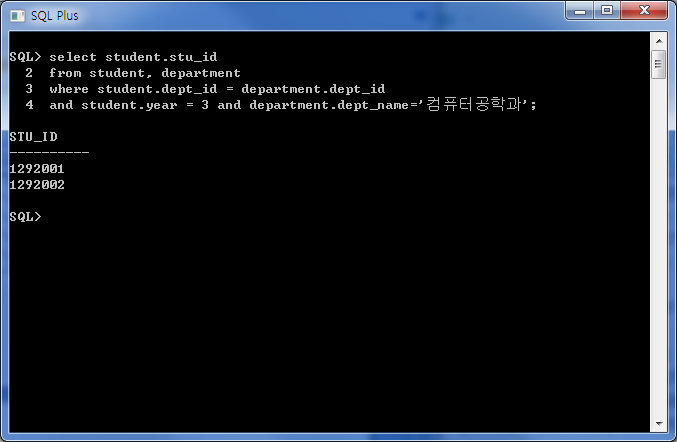 SQL Plus
SQL> select student.stu_id
2 from student, department
3 where student.dept_id = department.dept_id
4 and student.year = 3 and department.dept_name='컴퓨터공학과';
STU_ID
----------
1292001
1292002
SQL>